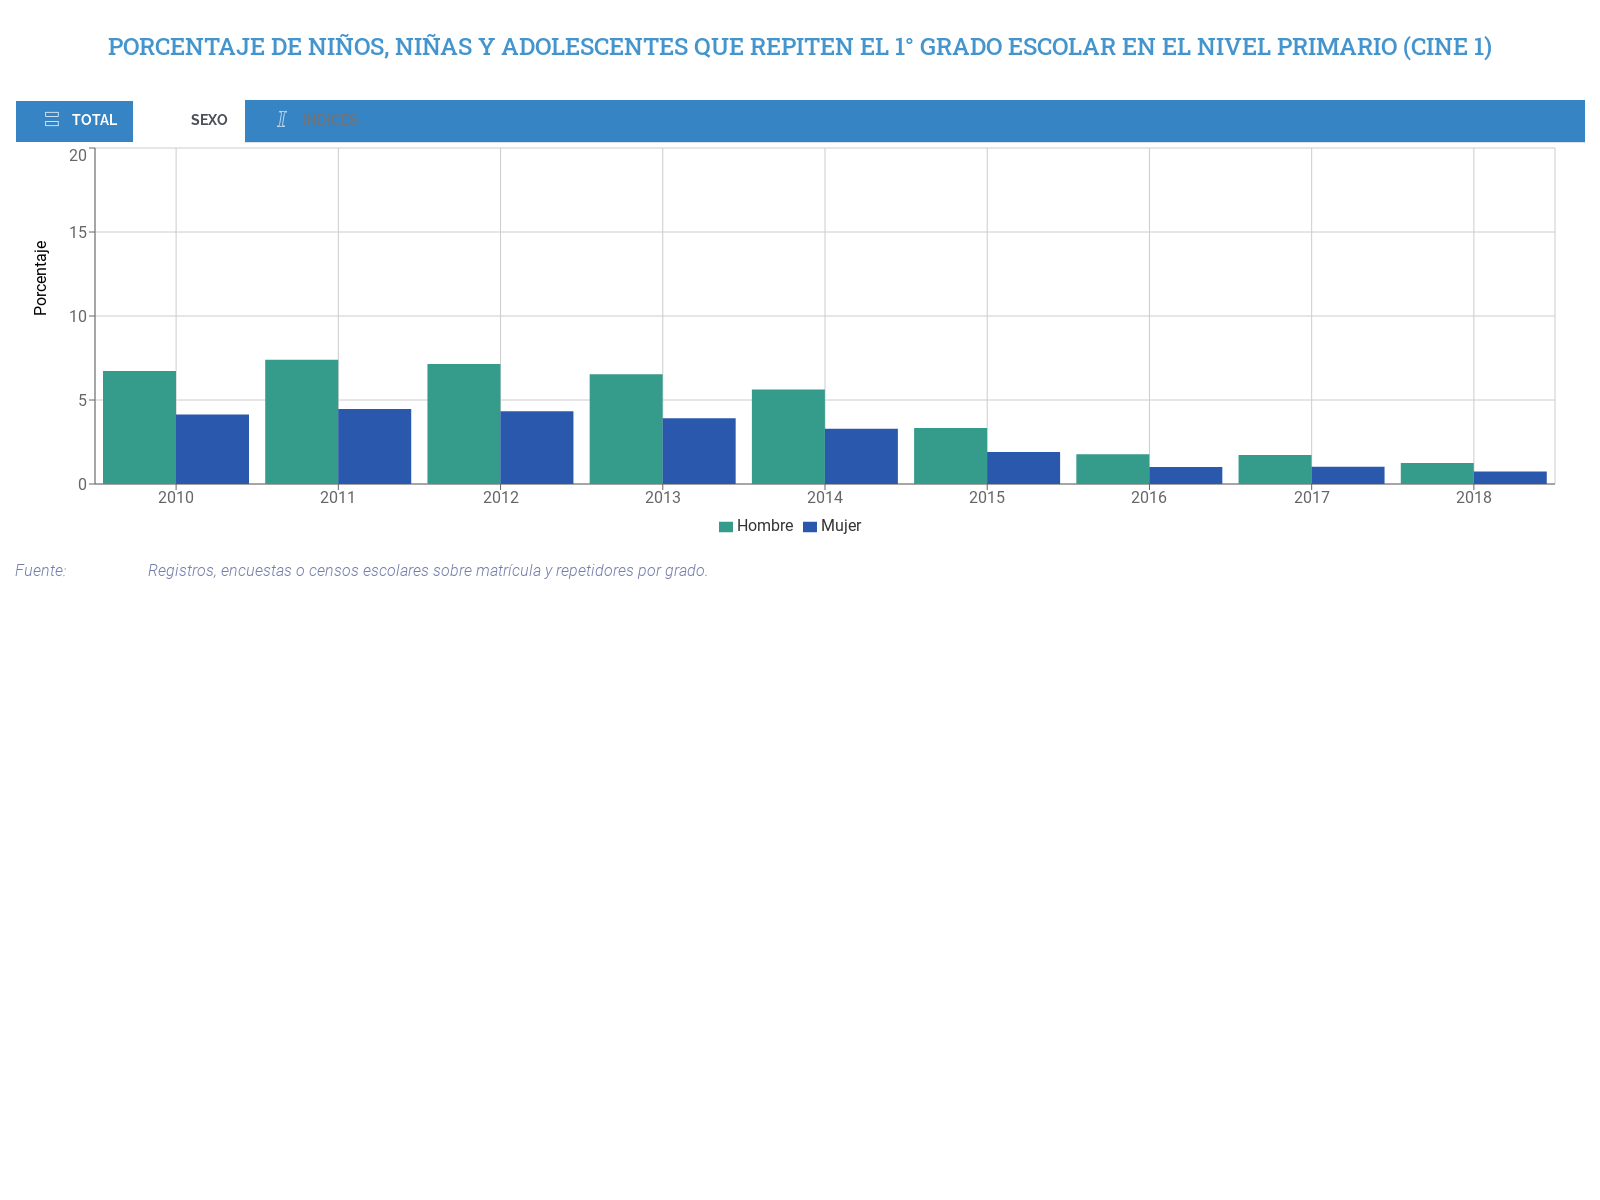 PORCENTAJE DE NIÑOS, NIÑAS Y ADOLESCENTES QUE REPITEN EL 1° GRADO ESCOLAR EN EL NIVEL PRIMARIO (CINE 1)
TOTAL SEXO INDICES
20
15
10
5
0
Porcentaje
2010 2011 2012 2013 2014 2015 2016 2017 2018
Hombre Mujer
Fuente: Registros, encuestas o censos escolares sobre matrícula y repetidores por grado.